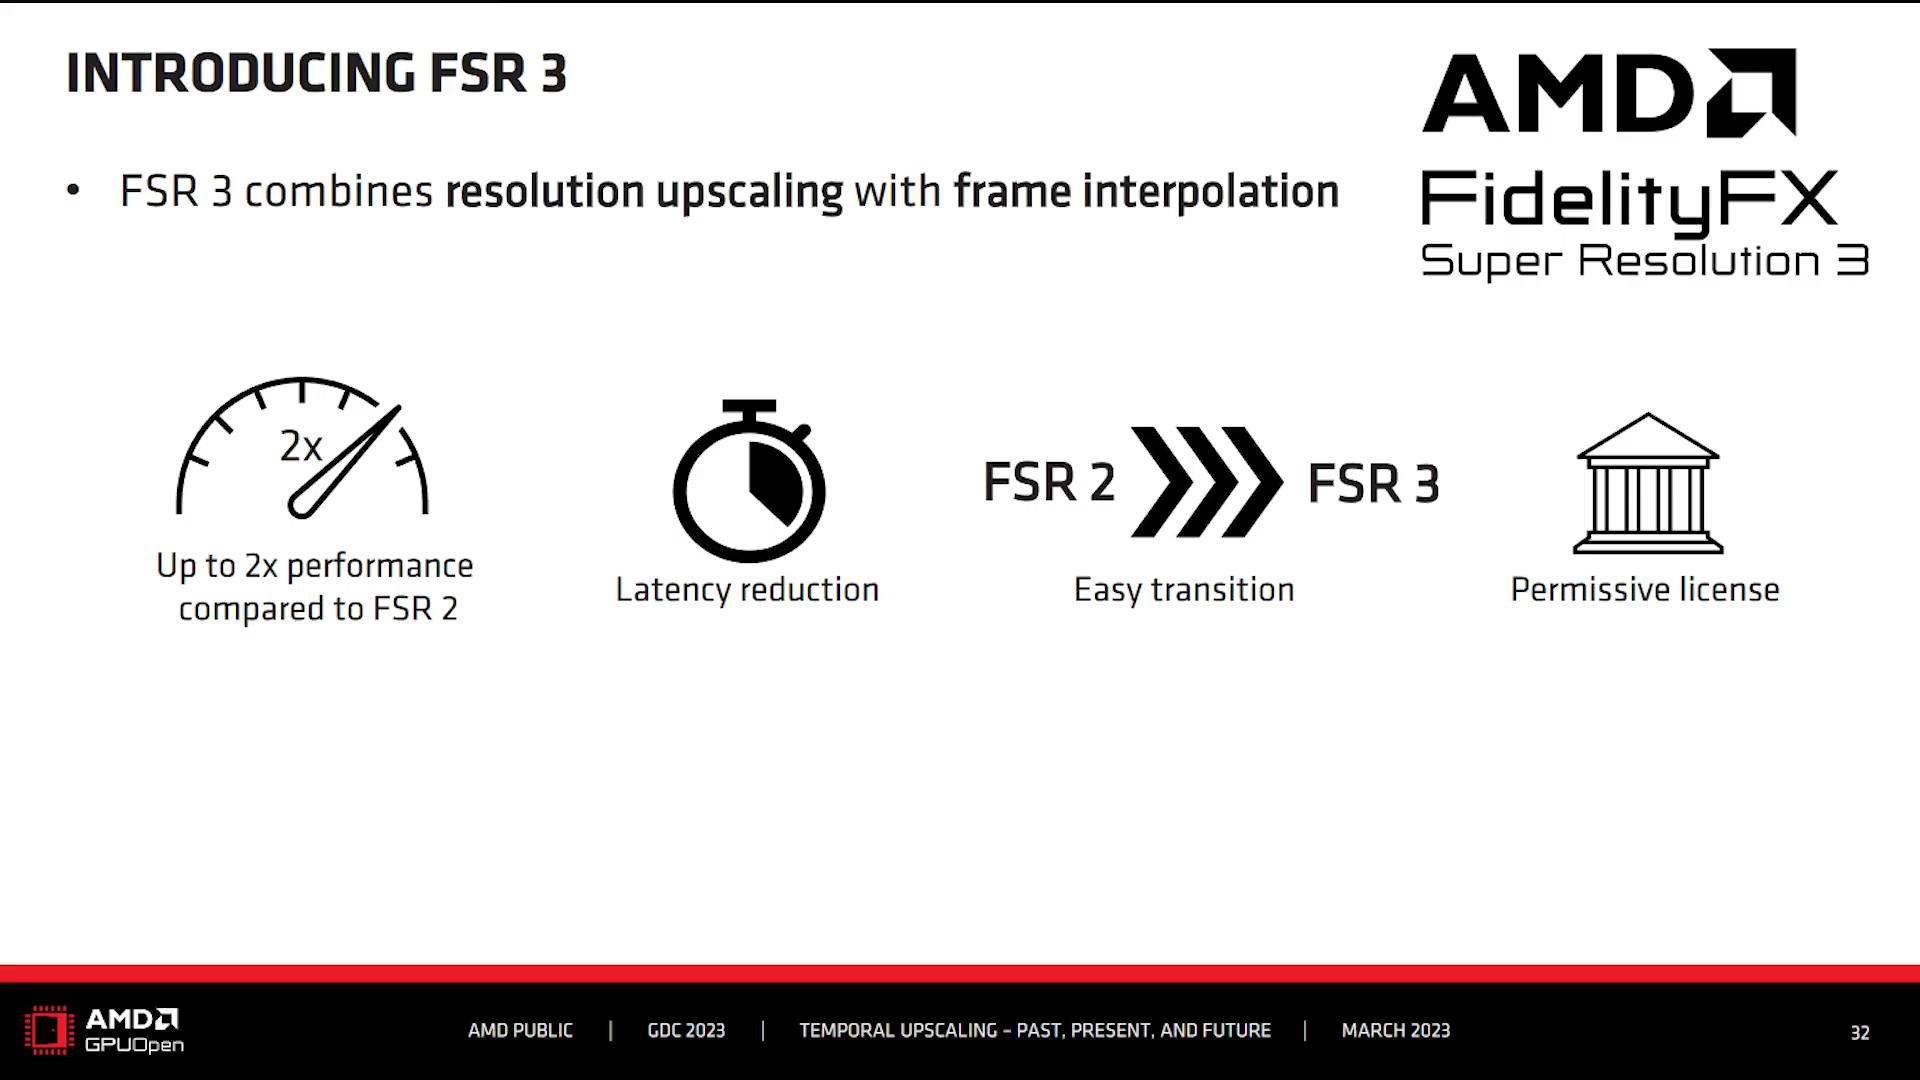 INTRODUCING FSR 3
AMD
FidelityFX
Super Resolution 3
• FSR 3 combines resolution upscaling with frame interpolation
2x
Up to 2x performance
compared to FSR 2
Latency reduction
FSR 2
FSR 3
Easy transition
Permissive license
AMD
GPUOpen
AMD PUBLIC | GDC 2023 | TEMPORAL UPSCALING – PAST, PRESENT, AND FUTURE | MARCH 2023
32